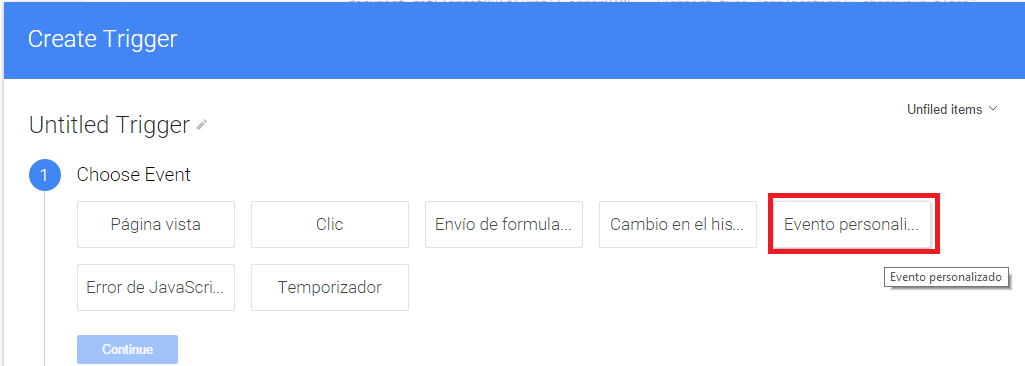 Create Trigger
Unfiled items
Untitled Trigger
1 Choose Event
Página vista Clic Envío de formula... Cambio en el his... Evento personali...
Evento personalizado
Error de JavaScri... Temporizador
Continue